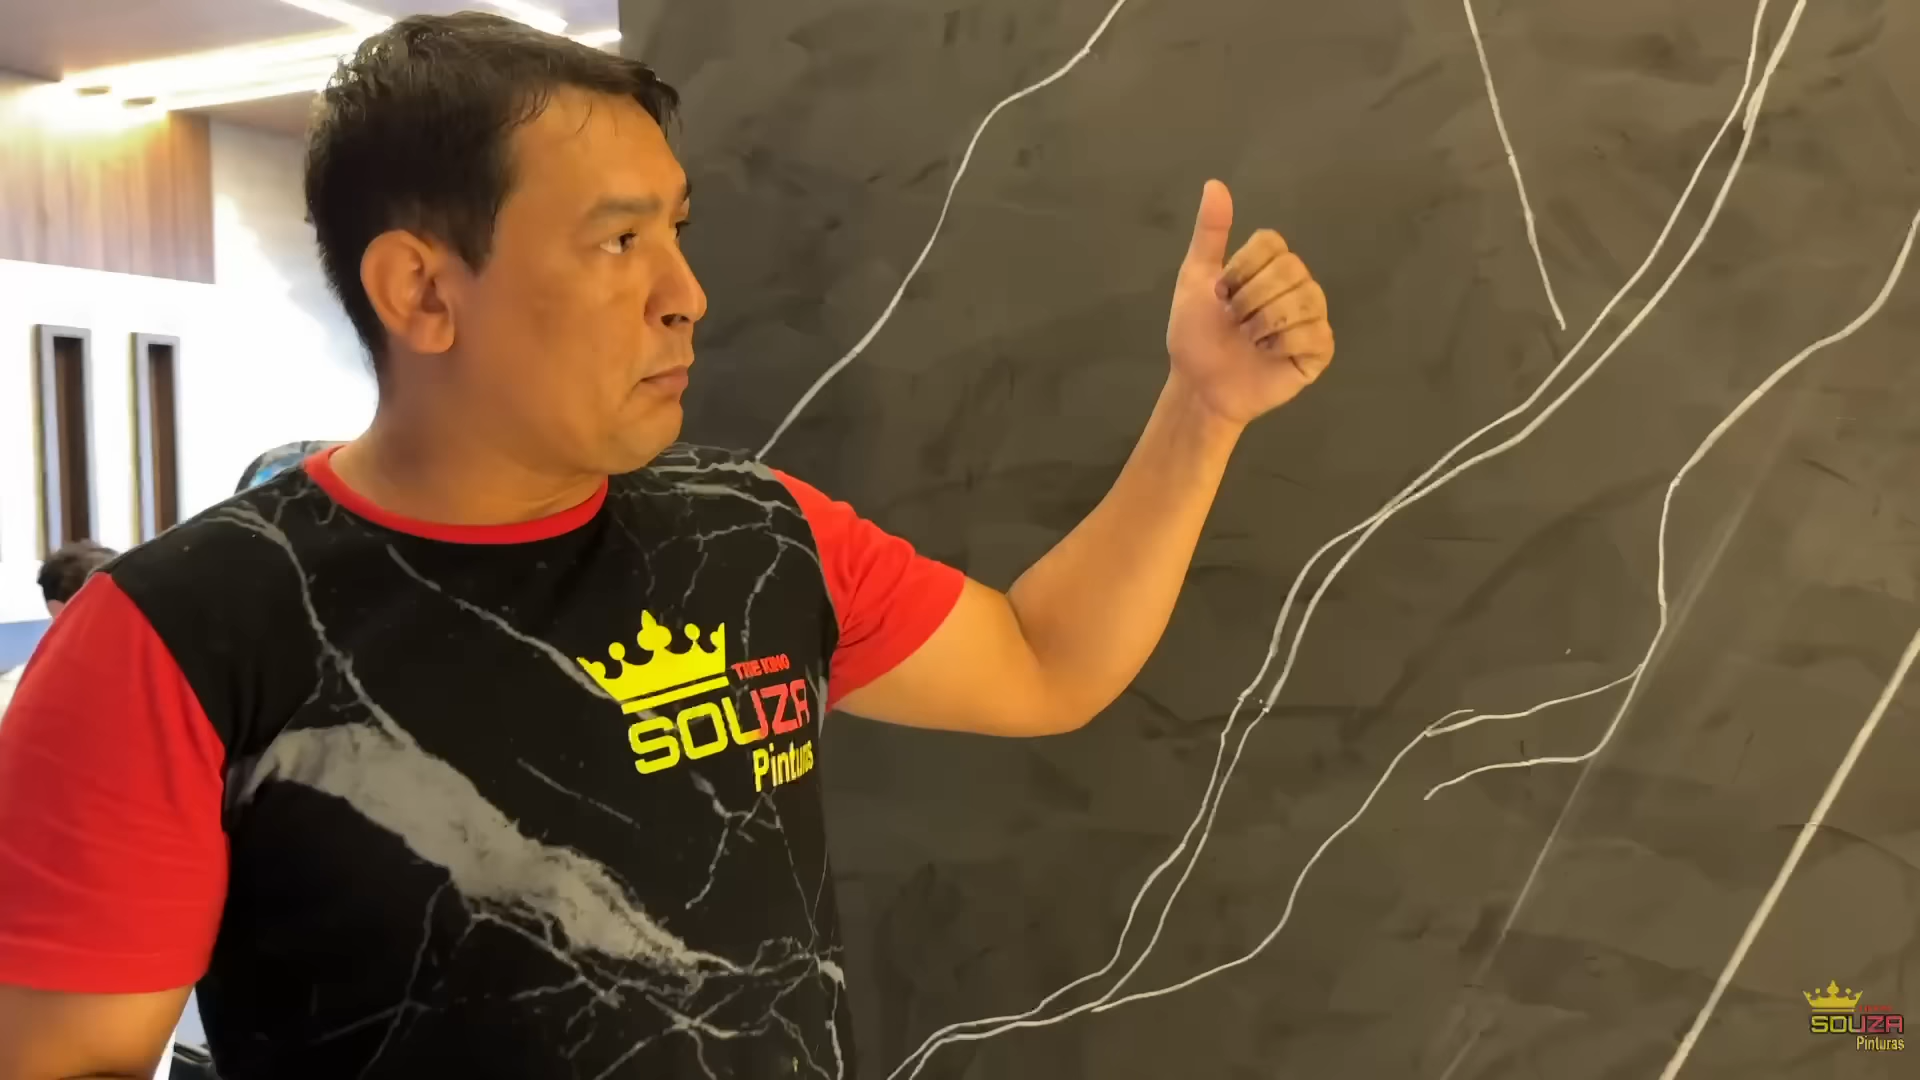 THE KING
SOUZA
Pinturas
SOUZA
Pinturas